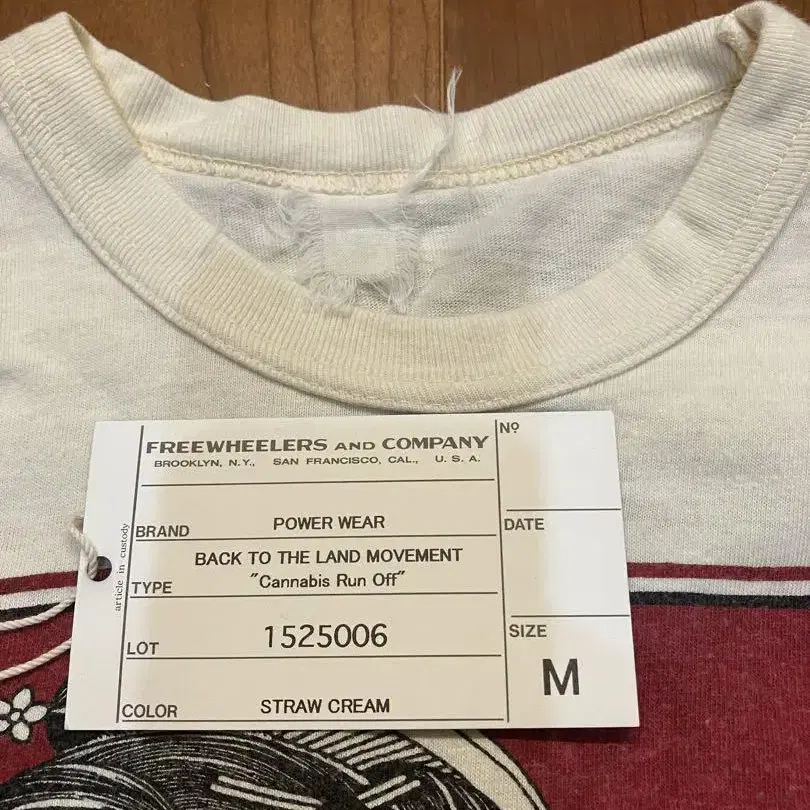 FREEWHEELERS AND COMPANY
BROOKLYN, N.Y., SAN FRANCISCO, CAL., U. S. A.
BRAND POWER WEAR
BACK TO THE LAND MOVEMENT
TYPE "Cannabis Run Off"
LOT 1525006
COLOR STRAW CREAM
Nº
DATE
SIZE
M
article in custody